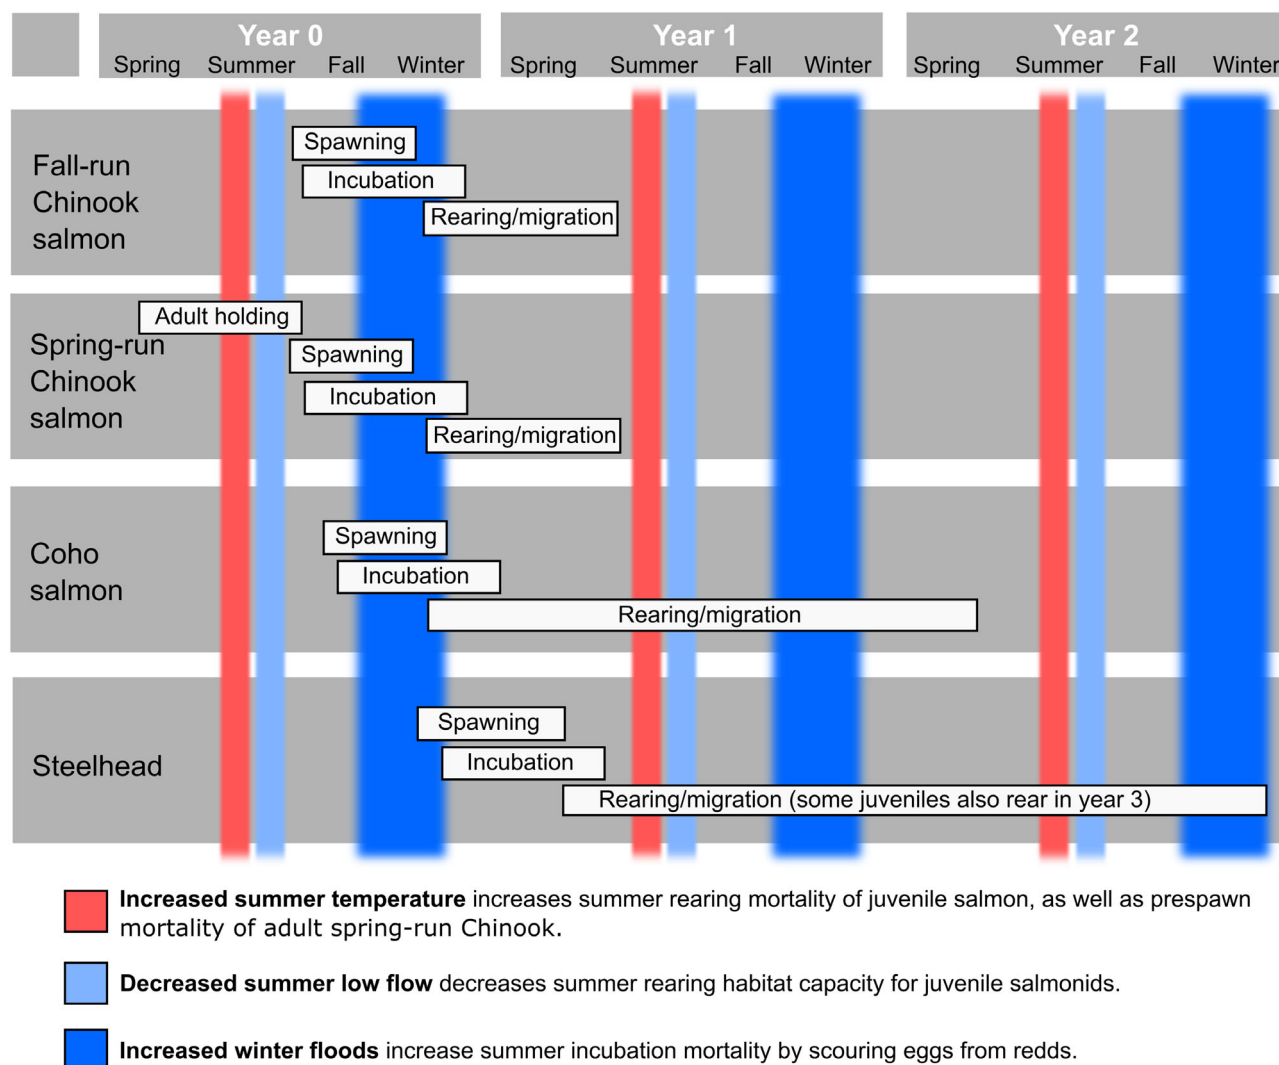 Year 0 Year 1 Year 2
Spring Summer Fall Winter Spring Summer Fall Winter Spring Summer Fall Winter
Fall-run
Chinook
salmon
Spawning
Incubation
Rearing/migration
Spring-run
Chinook
salmon
Adult holding
Spawning
Incubation
Rearing/migration
Coho
salmon
Spawning
Incubation
Rearing/migration
Steelhead
Spawning
Incubation
Rearing/migration (some juveniles also rear in year 3)
Increased summer temperature increases summer rearing mortality of juvenile salmon, as well as prespawn
mortality of adult spring-run Chinook.
Decreased summer low flow decreases summer rearing habitat capacity for juvenile salmonids.
Increased winter floods increase summer incubation mortality by scouring eggs from redds.